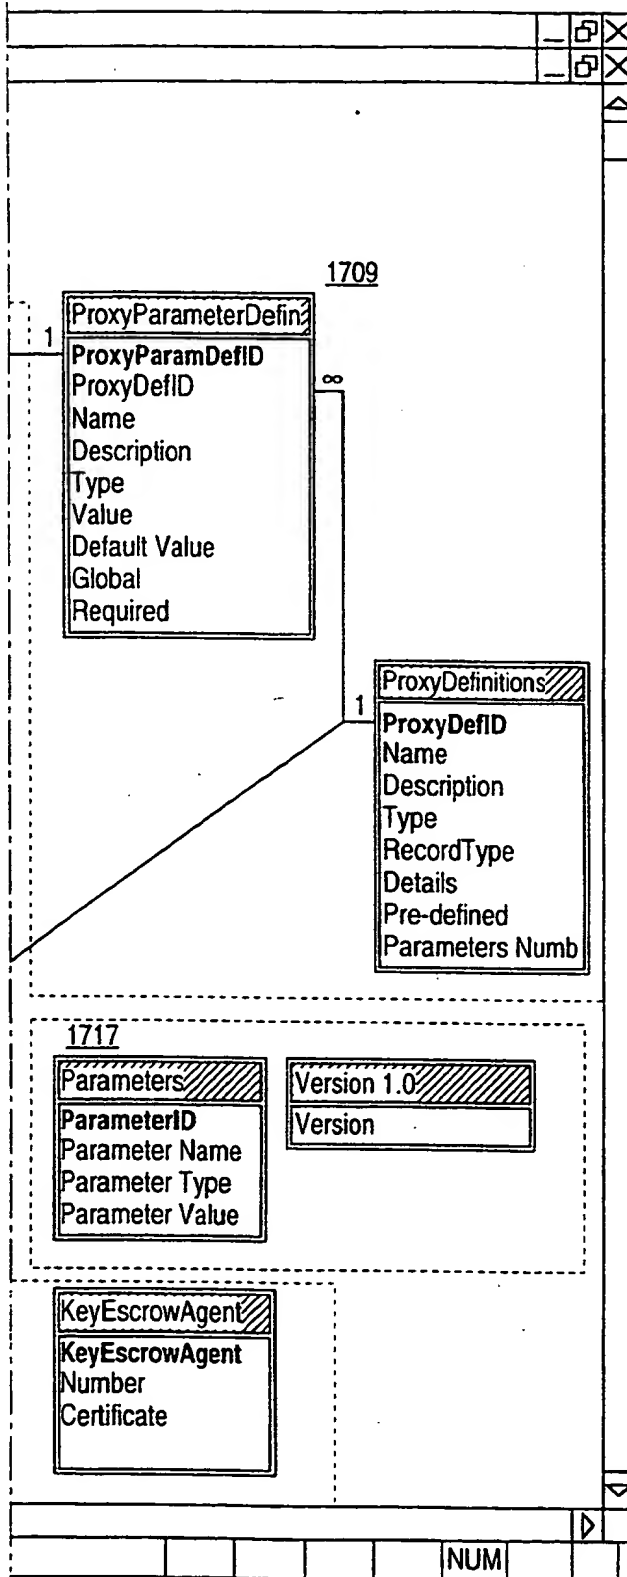 1709
ProxyParameterDefin
1
ProxyParamDefID
∞
ProxyDefID
Name
Description
Type
Value
Default Value
Global
Required
ProxyDefinitions
1
ProxyDefID
Name
Description
Type
RecordType
Details
Pre-defined
Parameters Numb
1717
Parameters
ParameterID
Parameter Name
Parameter Type
Parameter Value
Version 1.0
Version
KeyEscrowAgent
KeyEscrowAgent
Number
Certificate
NUM